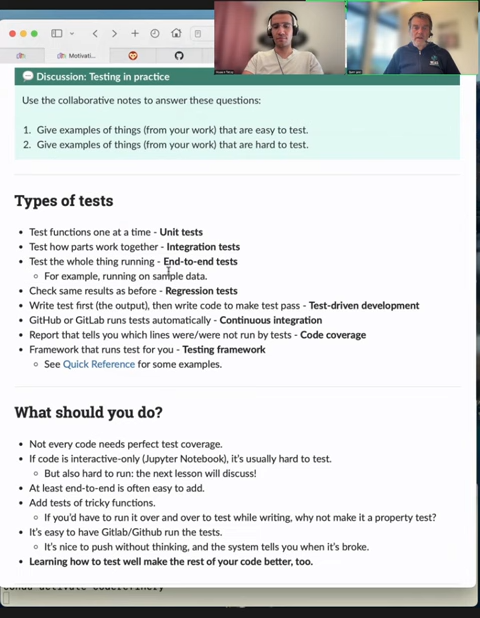 Motivati...
Discussion: Testing in practice
Use the collaborative notes to answer these questions:
1. Give examples of things (from your work) that are easy to test.
2. Give examples of things (from your work) that are hard to test.
Types of tests
• Test functions one at a time - Unit tests
• Test how parts work together - Integration tests
• Test the whole thing running - End-to-end tests
◦ For example, running on sample data.
• Check same results as before - Regression tests
• Write test first (the output), then write code to make test pass - Test-driven development
• GitHub or GitLab runs tests automatically - Continuous integration
• Report that tells you which lines were/were not run by tests - Code coverage
• Framework that runs test for you - Testing framework
◦ See Quick Reference for some examples.
What should you do?
• Not every code needs perfect test coverage.
• If code is interactive-only (Jupyter Notebook), it's usually hard to test.
◦ But also hard to run: the next lesson will discuss!
• At least end-to-end is often easy to add.
• Add tests of tricky functions.
◦ If you'd have to run it over and over to test while writing, why not make it a property test?
• It's easy to have Gitlab/Github run the tests.
◦ It's nice to push without thinking, and the system tells you when it's broke.
• Learning how to test well make the rest of your code better, too.